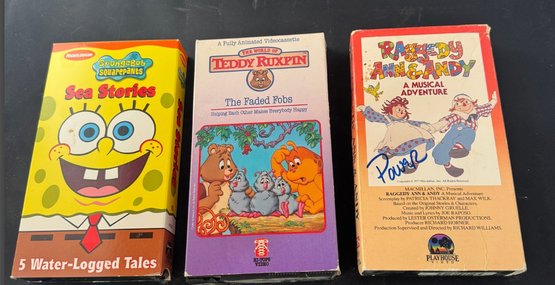 NICKELODEON
SPONGEBOB
SQUAREPANTS
Sea Stories
5 Water-Logged Tales
A Fully Animated Videocassette
THE WORLD OF
TEDDY RUXPIN
The Faded Fobs
Helping Each Other Makes Everybody Happy
HI-TOPS
VIDEO
RAGGEDY
ANN & ANDY
A MUSICAL
ADVENTURE
Power
MACMILLAN, INC. Presents
RAGGEDY ANN & ANDY A Musical Adventure
Screenplay by PATRICIA THACKRAY and MAX WILK
Based on the Original Stories & Characters
Created by JOHNNY GRUELLE
Music and Lyrics by JOE RAPOSO
Produced by LESTER OSTERMAN PRODUCTIONS
Producer RICHARD HORNER
Production Supervised and Directed by RICHARD WILLIAMS
PLAYHOUSE
VIDEO